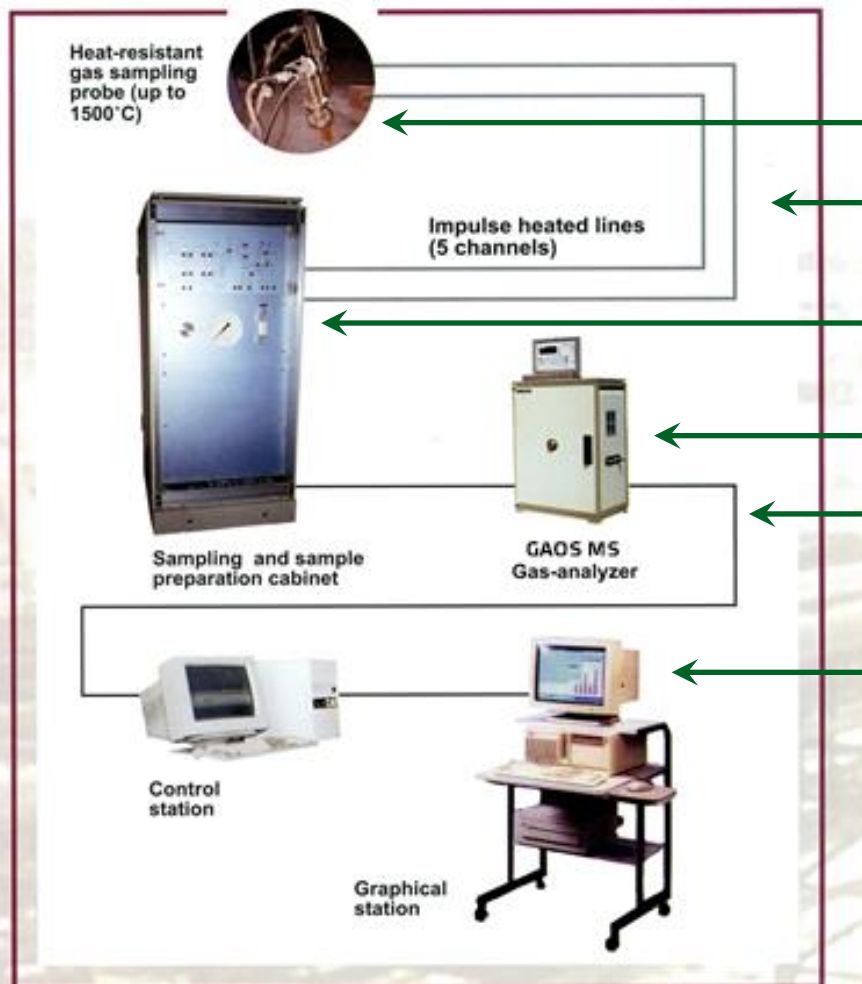 Heat-resistant
gas sampling
probe (up to
1500°C)
Impulse heated lines
(5 channels)
Sampling and sample
preparation cabinet
GAOS MS
Gas-analyzer
Control
station
Graphical
station